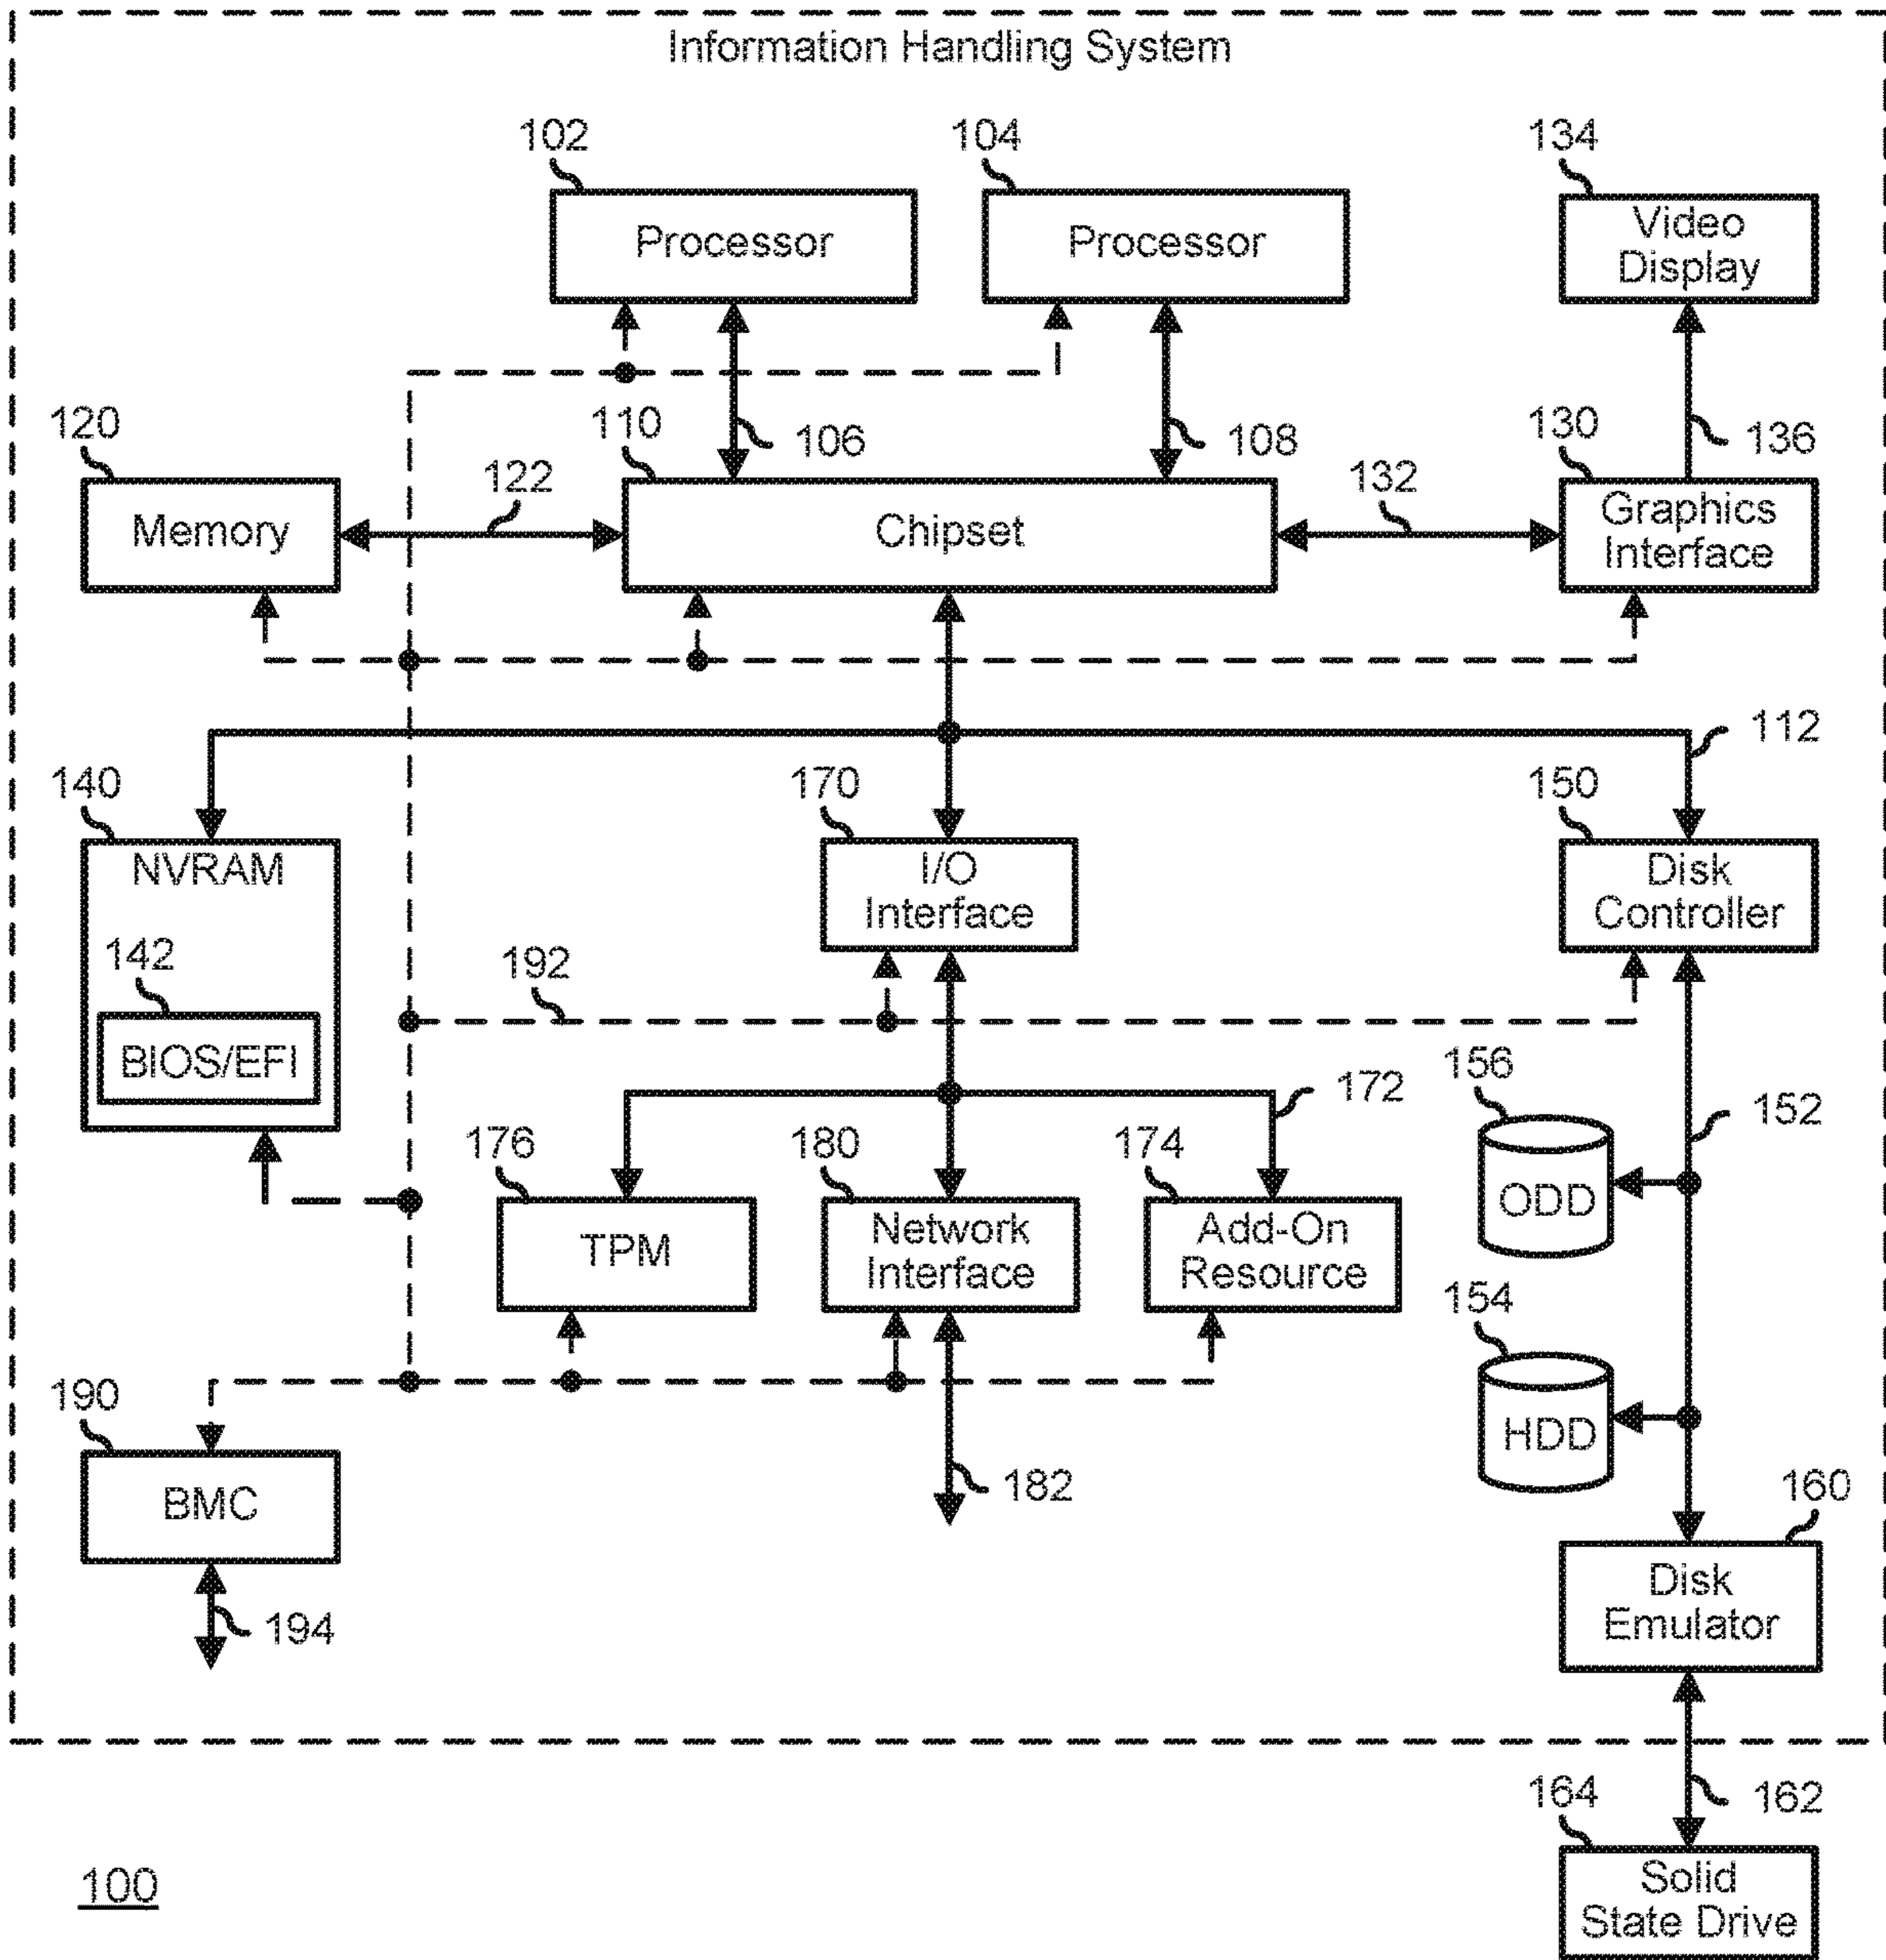 Information Handling System
102
104
134
Processor
Processor
Video
Display
120
110
106
108
130
136
122
132
Memory
Chipset
Graphics
Interface
112
140
170
150
NVRAM
I/O
Interface
Disk
Controller
142
192
BIOS/EFI
156
172
152
176
180
174
ODD
TPM
Network
Interface
Add-On
Resource
154
190
HDD
182
160
BMC
194
Disk
Emulator
164
162
100
Solid
State Drive